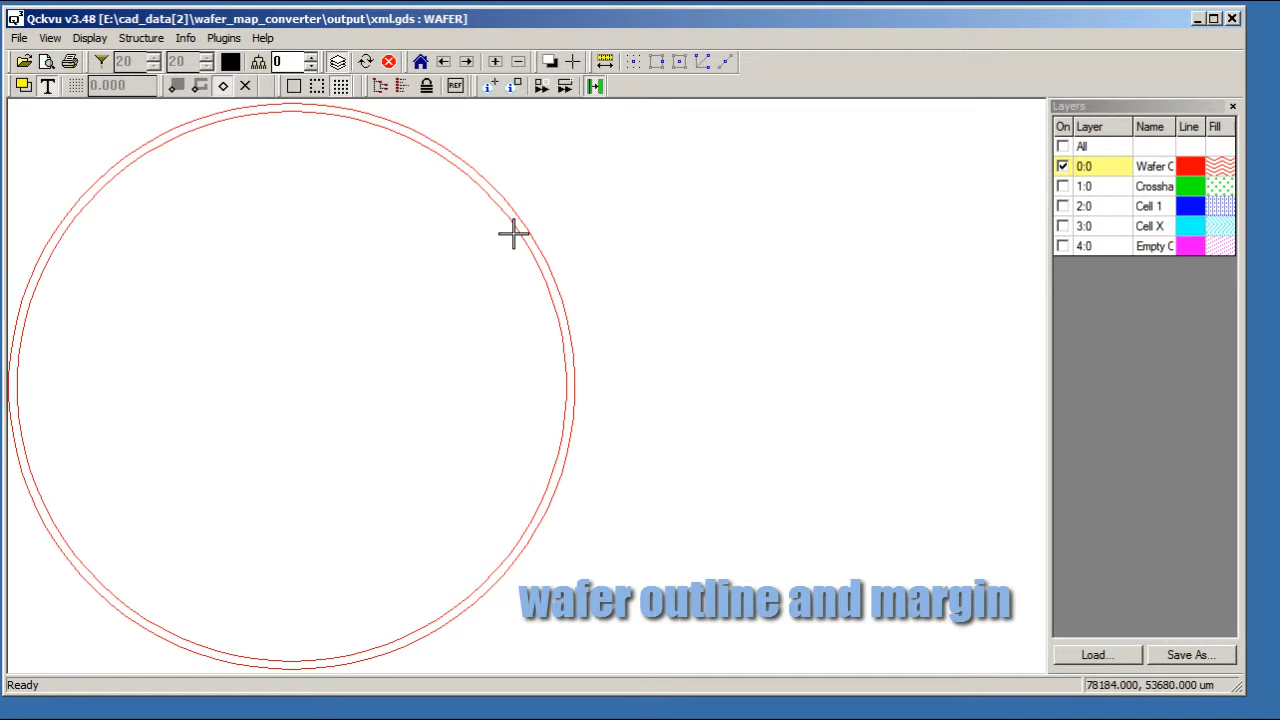 Qckvu v3.48 [E:\cad_data[2]\wafer_map_converter\output\xml.gds : WAFER]
File View Display Structure Info Plugins Help
20 20 0
T 0.000 REF
Layers
On Layer Name Line Fill
All
0:0 Wafer C
1:0 Crossha
2:0 Cell 1
3:0 Cell X
4:0 Empty C
wafer outline and margin
Load... Save As...
Ready 78184.000, 53680.000 um